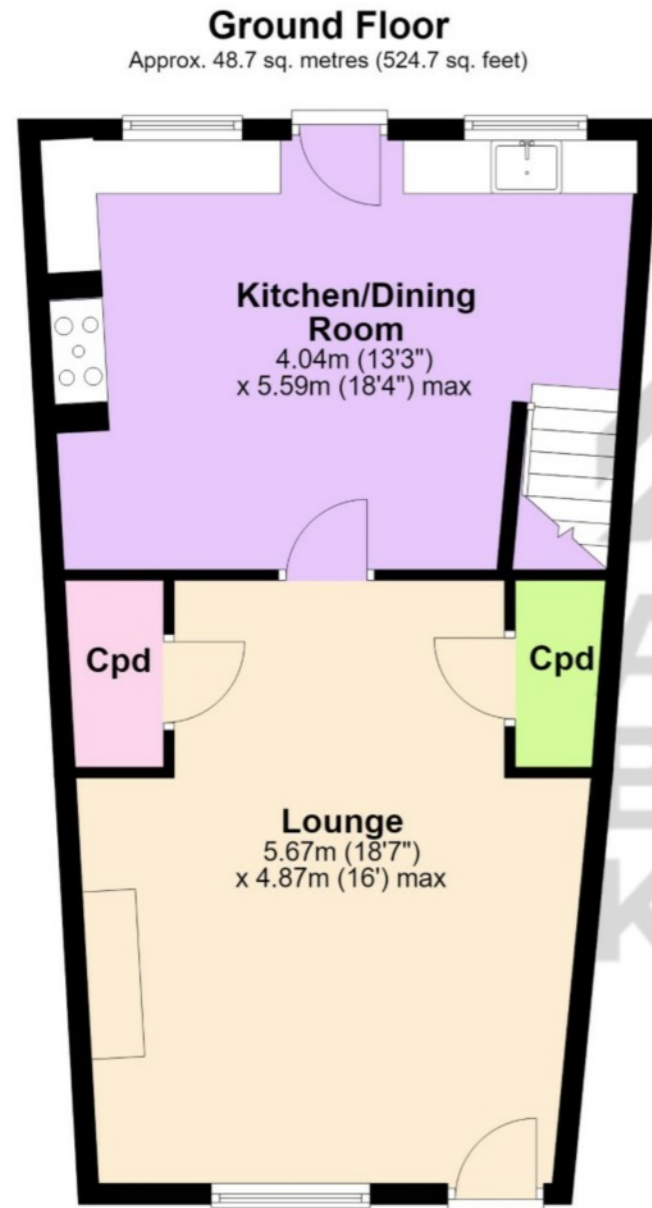 Ground Floor
Approx. 48.7 sq. metres (524.7 sq. feet)
Kitchen/Dining
Room
4.04m (13'3")
x 5.59m (18'4") max
Cpd
Cpd
Lounge
5.67m (18'7")
x 4.87m (16') max